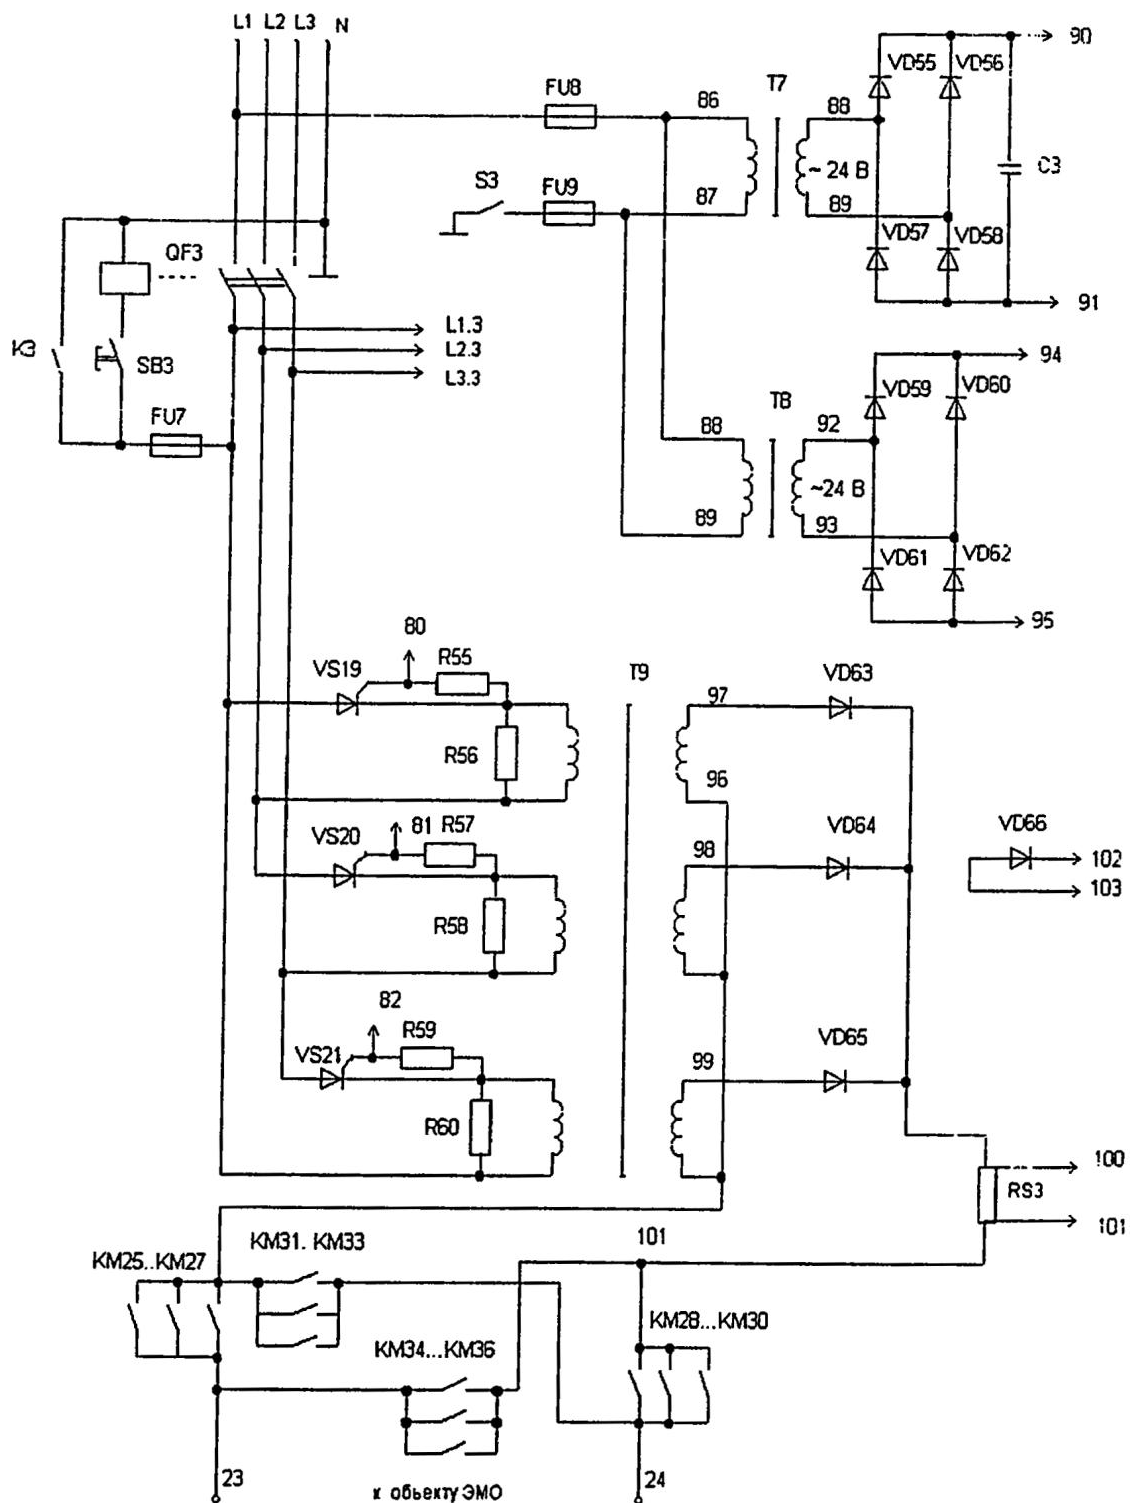 L1 L2 L3 N
90
VD55 VD56
FU8
86
T7
88
~ 24 В
C3
S3
FU9
87
89
VD57 VD58
91
QF3
L1.3
L2.3
L3.3
K3
SB3
FU7
94
VD59 VD60
T8
88
92
~24 В
89
93
VD61 VD62
95
80
VS19
R55
T9
97
VD63
R56
96
VS20
81
R57
98
VD64
VD66
102
103
R58
82
VS21
R59
99
VD65
R60
100
RS3
101
KM25..KM27
KM31. KM33
101
KM28...KM30
KM34...KM36
23
24
к обьекту ЭМО